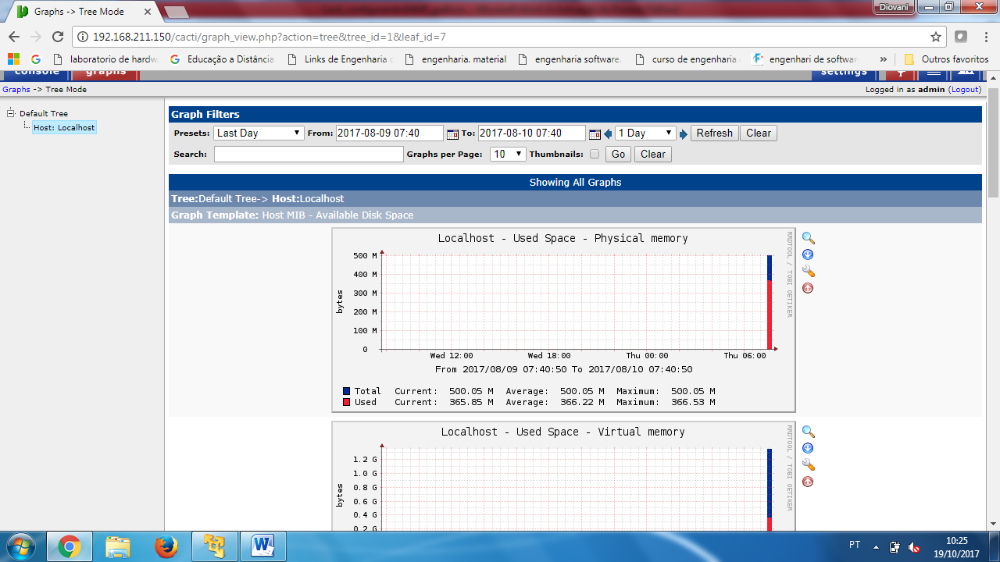 Graphs -> Tree Mode
Diovani
192.168.211.150/cacti/graph_view.php?action=tree&tree_id=1&leaf_id=7
laboratorio de hardw
Educação a Distância
Links de Engenharia
engenharia. material
engenharia software.
curso de engenharia
engenhari de softwar
»
Outros favoritos
console
graphs
settings
Graphs -> Tree Mode
Logged in as admin (Logout)
Default Tree
Host: Localhost
Graph Filters
Presets: Last Day From: 2017-08-09 07:40 To: 2017-08-10 07:40 1 Day Refresh Clear
Search: Graphs per Page: 10 Thumbnails: Go Clear
Showing All Graphs
Tree:Default Tree-> Host:Localhost
Graph Template: Host MIB - Available Disk Space
Localhost - Used Space - Physical memory
RRDTOOL / TOBI OETIKER
bytes
500 M
400 M
300 M
200 M
100 M
0
Wed 12:00 Wed 18:00 Thu 00:00 Thu 06:00
From 2017/08/09 07:40:50 To 2017/08/10 07:40:50
Total Current: 500.05 M Average: 500.05 M Maximum: 500.05 M
Used Current: 365.85 M Average: 366.22 M Maximum: 366.53 M
Localhost - Used Space - Virtual memory
RRDTOOL / TOBI OETIKER
bytes
1.2 G
1.0 G
0.8 G
0.6 G
0.4 G
0.2 G
PT
10:25
19/10/2017